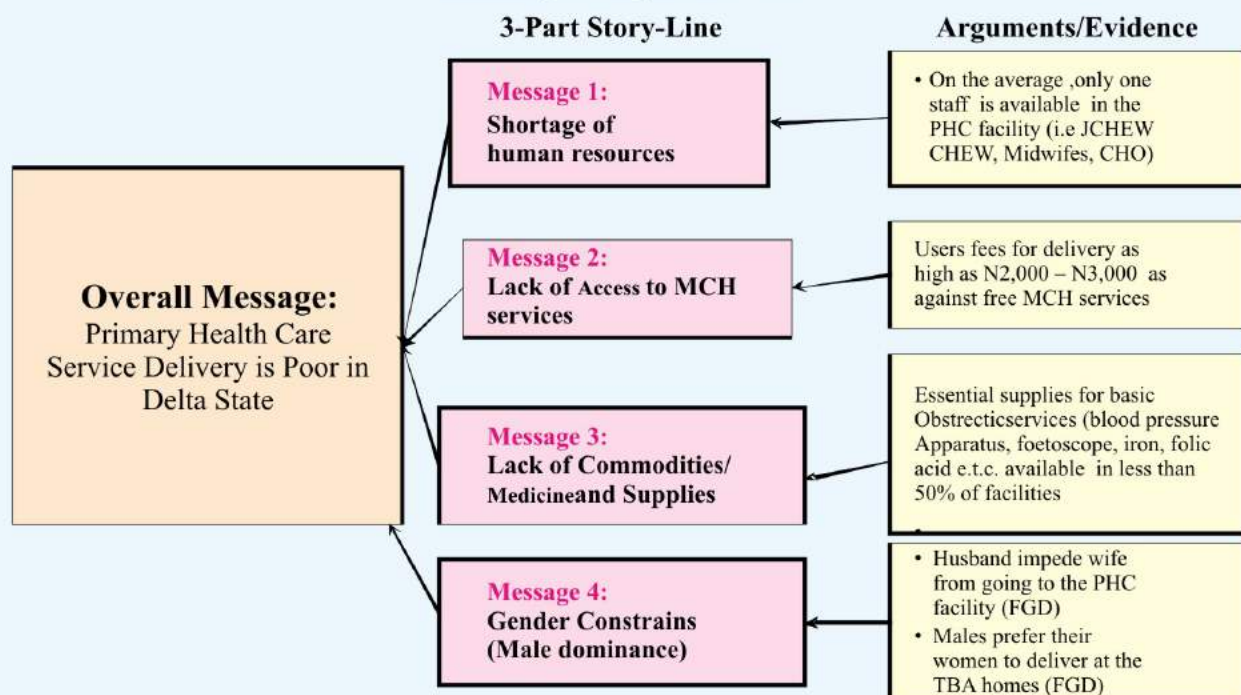 3-Part Story-Line
Arguments/Evidence
Overall Message:
Primary Health Care
Service Delivery is Poor in
Delta State
Message 1:
Shortage of
human resources
• On the average ,only one
staff is available in the
PHC facility (i.e JCHEW
CHEW, Midwifes, CHO)
Message 2:
Lack of Access to MCH
services
Users fees for delivery as
high as N2,000 – N3,000 as
against free MCH services
Message 3:
Lack of Commodities/
Medicineand Supplies
Essential supplies for basic
Obstrecticservices (blood pressure
Apparatus, foetoscope, iron, folic
acid e.t.c. available in less than
50% of facilities
Message 4:
Gender Constrains
(Male dominance)
• Husband impede wife
from going to the PHC
facility (FGD)
• Males prefer their
women to deliver at the
TBA homes (FGD)